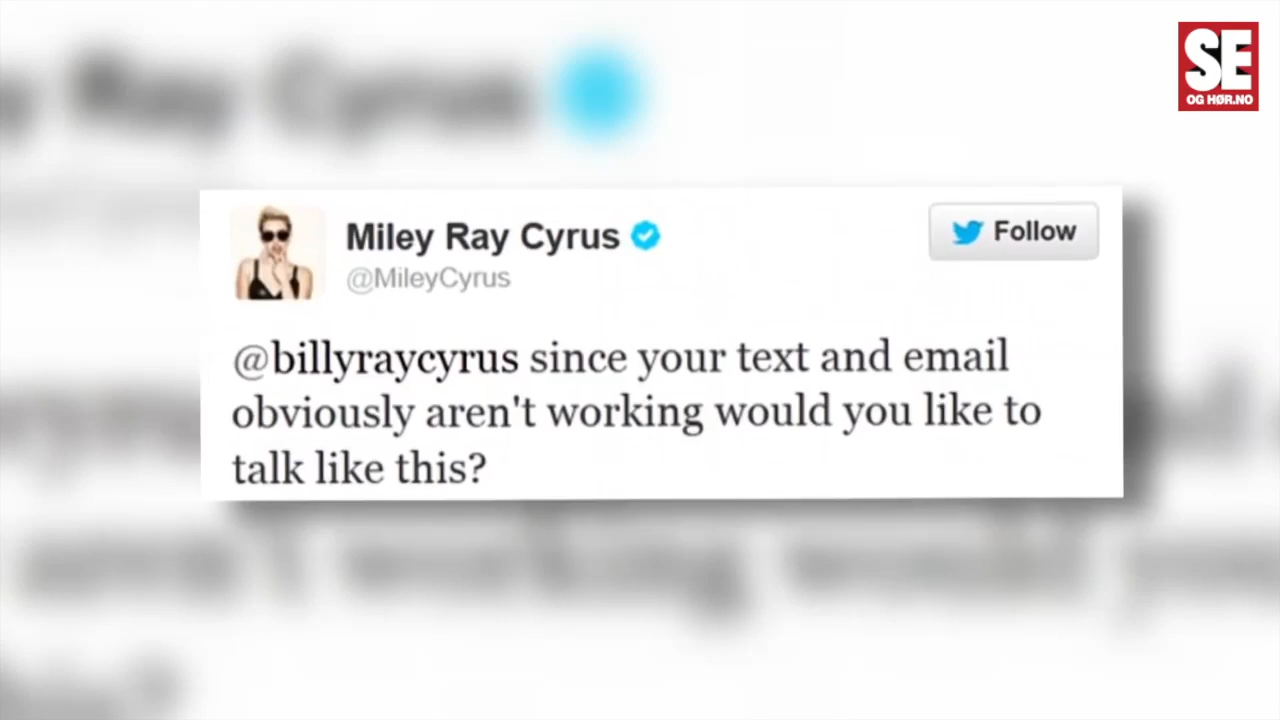 SE
OG HØR.NO
Miley Ray Cyrus
Follow
@MileyCyrus
@billyraycyrus since your text and email
obviously aren't working would you like to
talk like this?